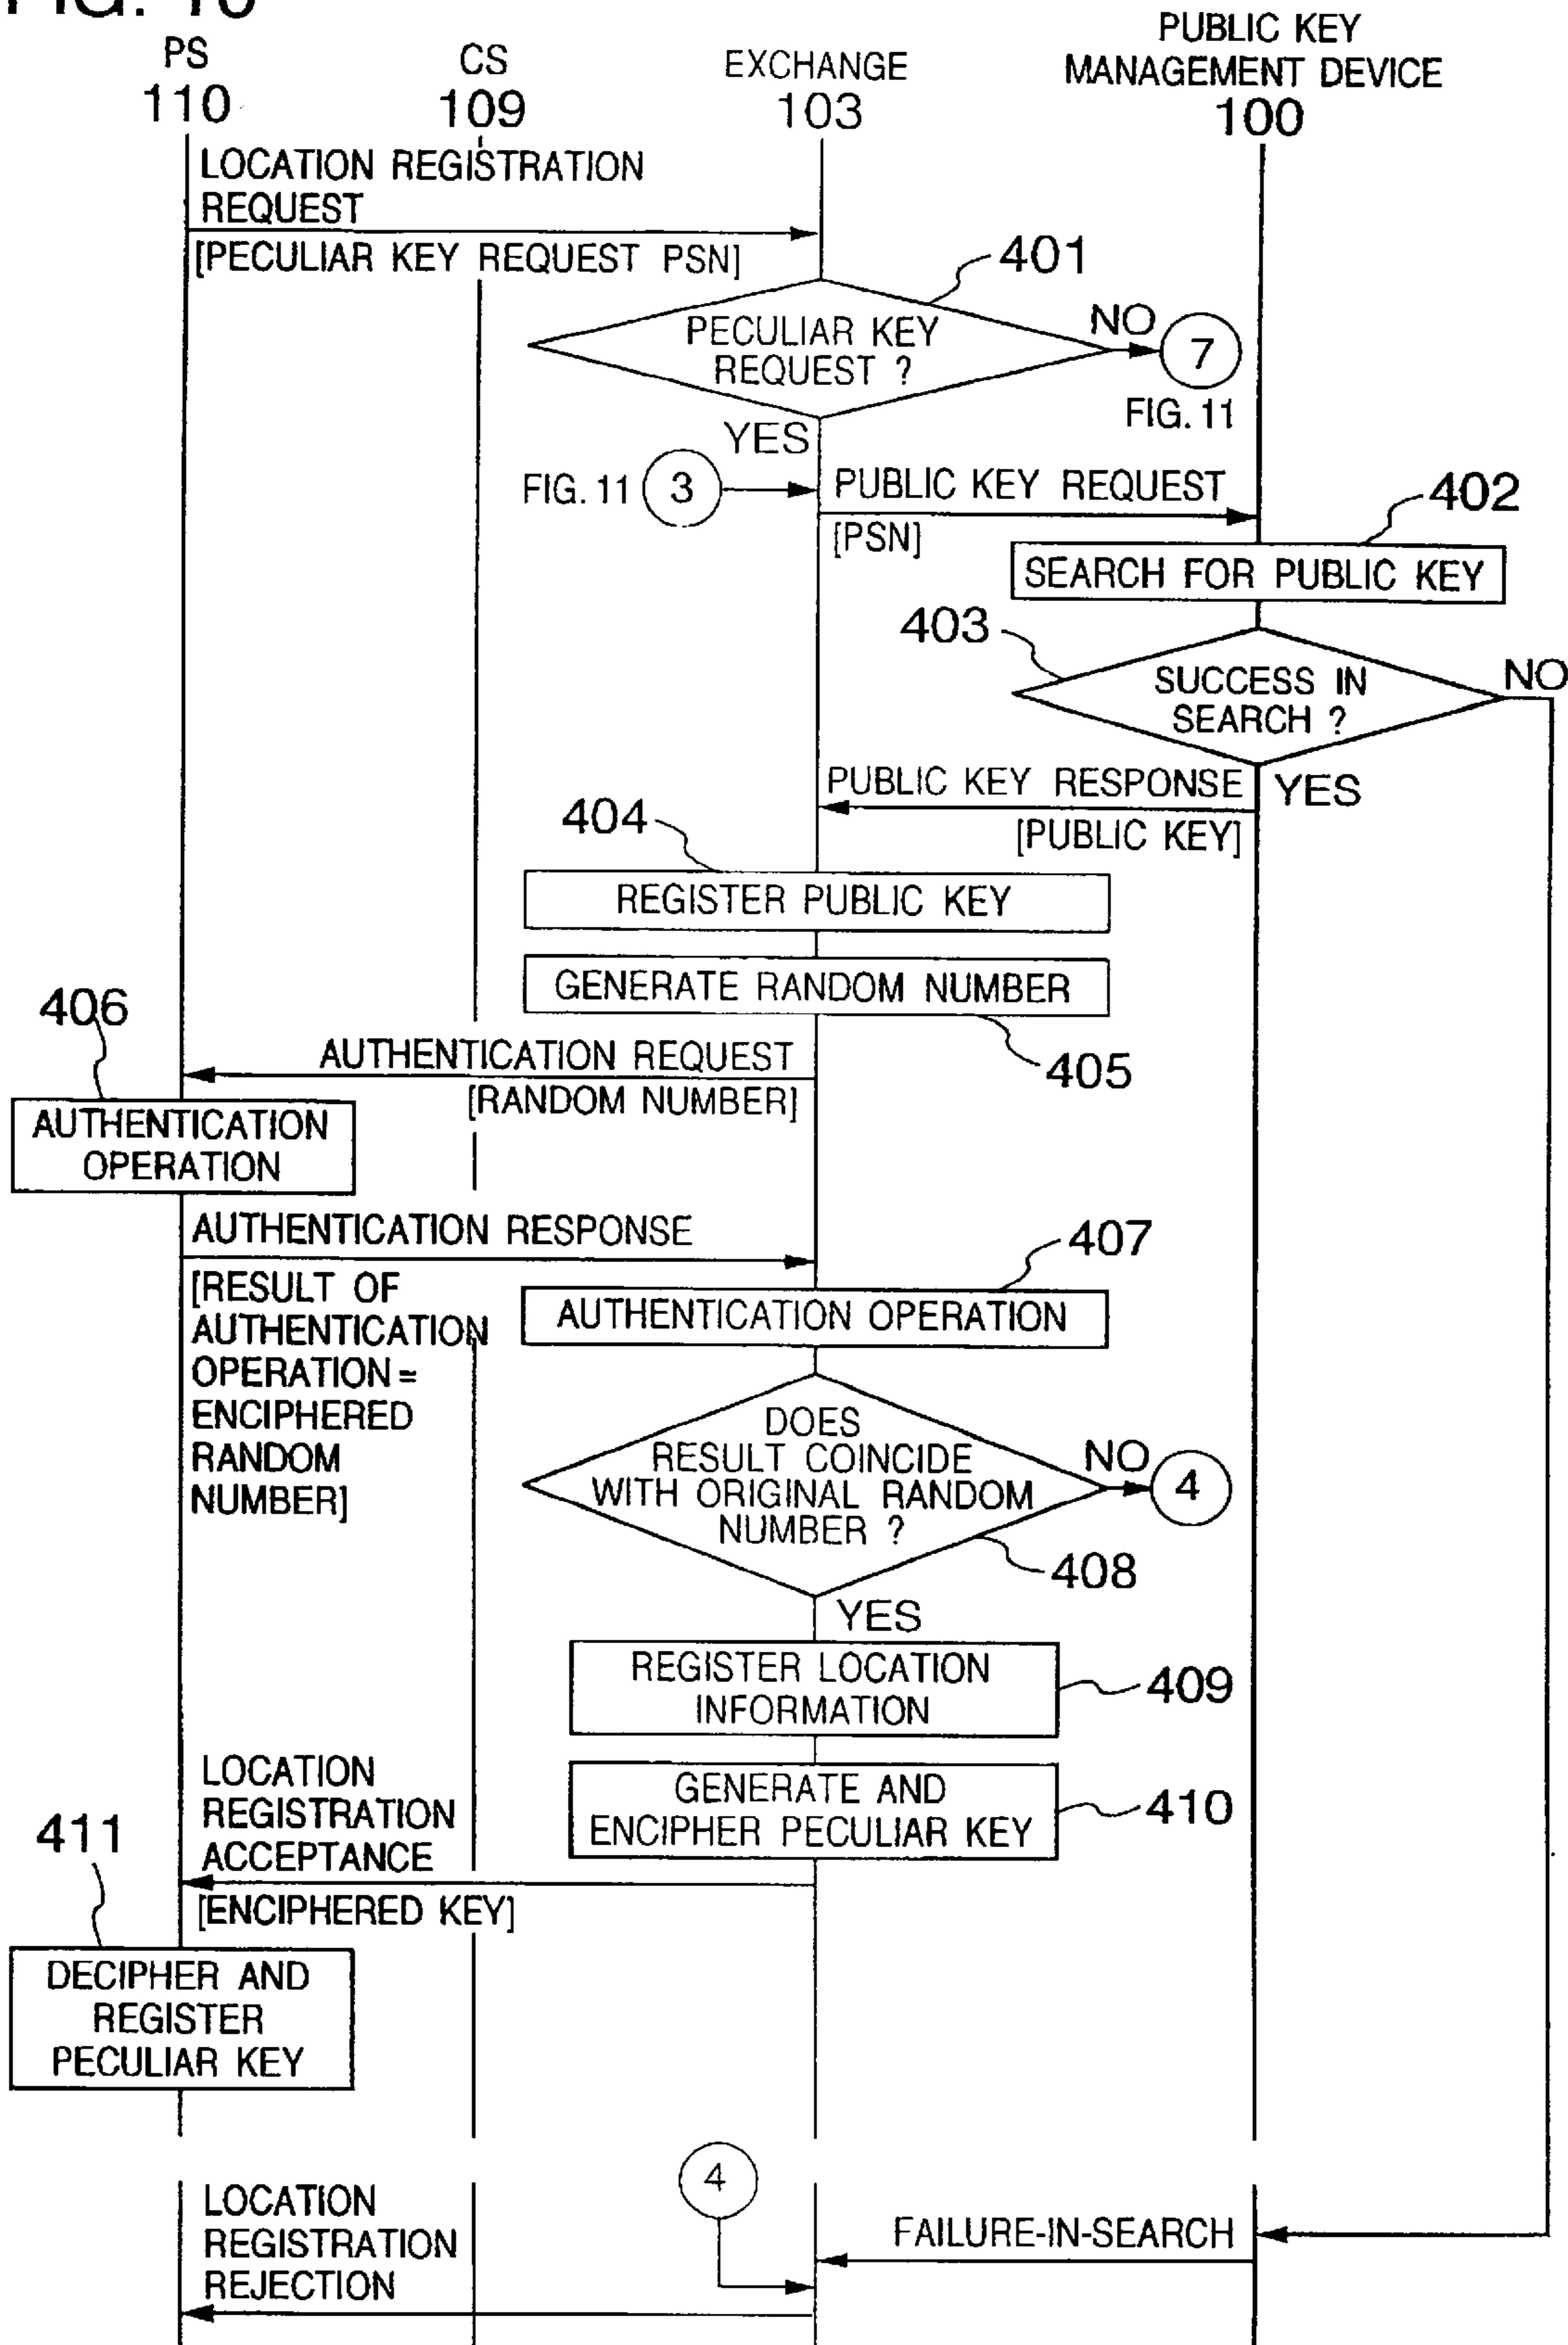 FIG. 10
PS
110
CS
109
EXCHANGE
103
PUBLIC KEY
MANAGEMENT DEVICE
100
LOCATION REGISTRATION
REQUEST
[PECULIAR KEY REQUEST PSN]
401
PECULIAR KEY
REQUEST ?
NO
7
FIG. 11
YES
FIG. 11
3
PUBLIC KEY REQUEST
[PSN]
402
SEARCH FOR PUBLIC KEY
403
SUCCESS IN
SEARCH ?
NO
YES
PUBLIC KEY RESPONSE
[PUBLIC KEY]
404
REGISTER PUBLIC KEY
GENERATE RANDOM NUMBER
405
406
AUTHENTICATION REQUEST
[RANDOM NUMBER]
AUTHENTICATION
OPERATION
AUTHENTICATION RESPONSE
[RESULT OF
AUTHENTICATION
OPERATION =
ENCIPHERED
RANDOM
NUMBER]
407
AUTHENTICATION OPERATION
DOES
RESULT COINCIDE
WITH ORIGINAL RANDOM
NUMBER ?
NO
4
408
YES
REGISTER LOCATION
INFORMATION
409
GENERATE AND
ENCIPHER PECULIAR KEY
410
LOCATION
REGISTRATION
ACCEPTANCE
[ENCIPHERED KEY]
411
DECIPHER AND
REGISTER
PECULIAR KEY
4
LOCATION
REGISTRATION
REJECTION
FAILURE-IN-SEARCH